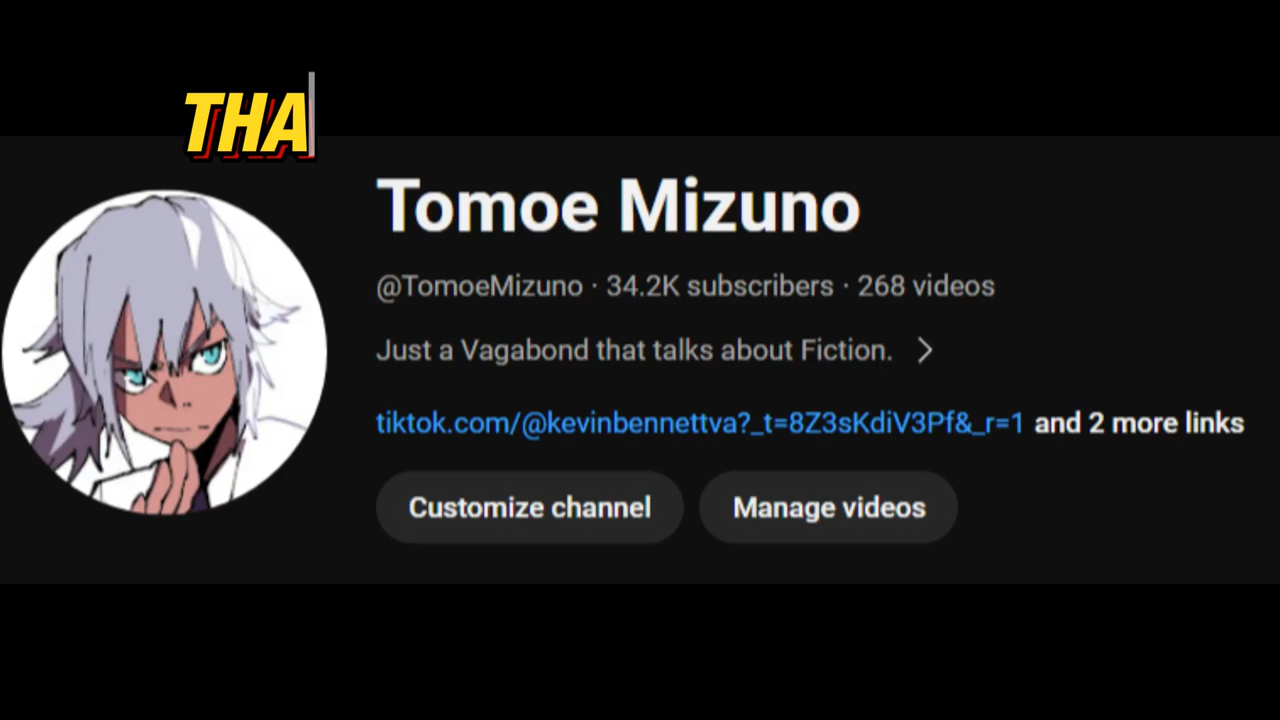 THA
Tomoe Mizuno
@TomoeMizuno · 34.2K subscribers · 268 videos
Just a Vagabond that talks about Fiction.
tiktok.com/@kevinbennettva?_t=8Z3sKdiV3Pf&_r=1 and 2 more links
Customize channel
Manage videos